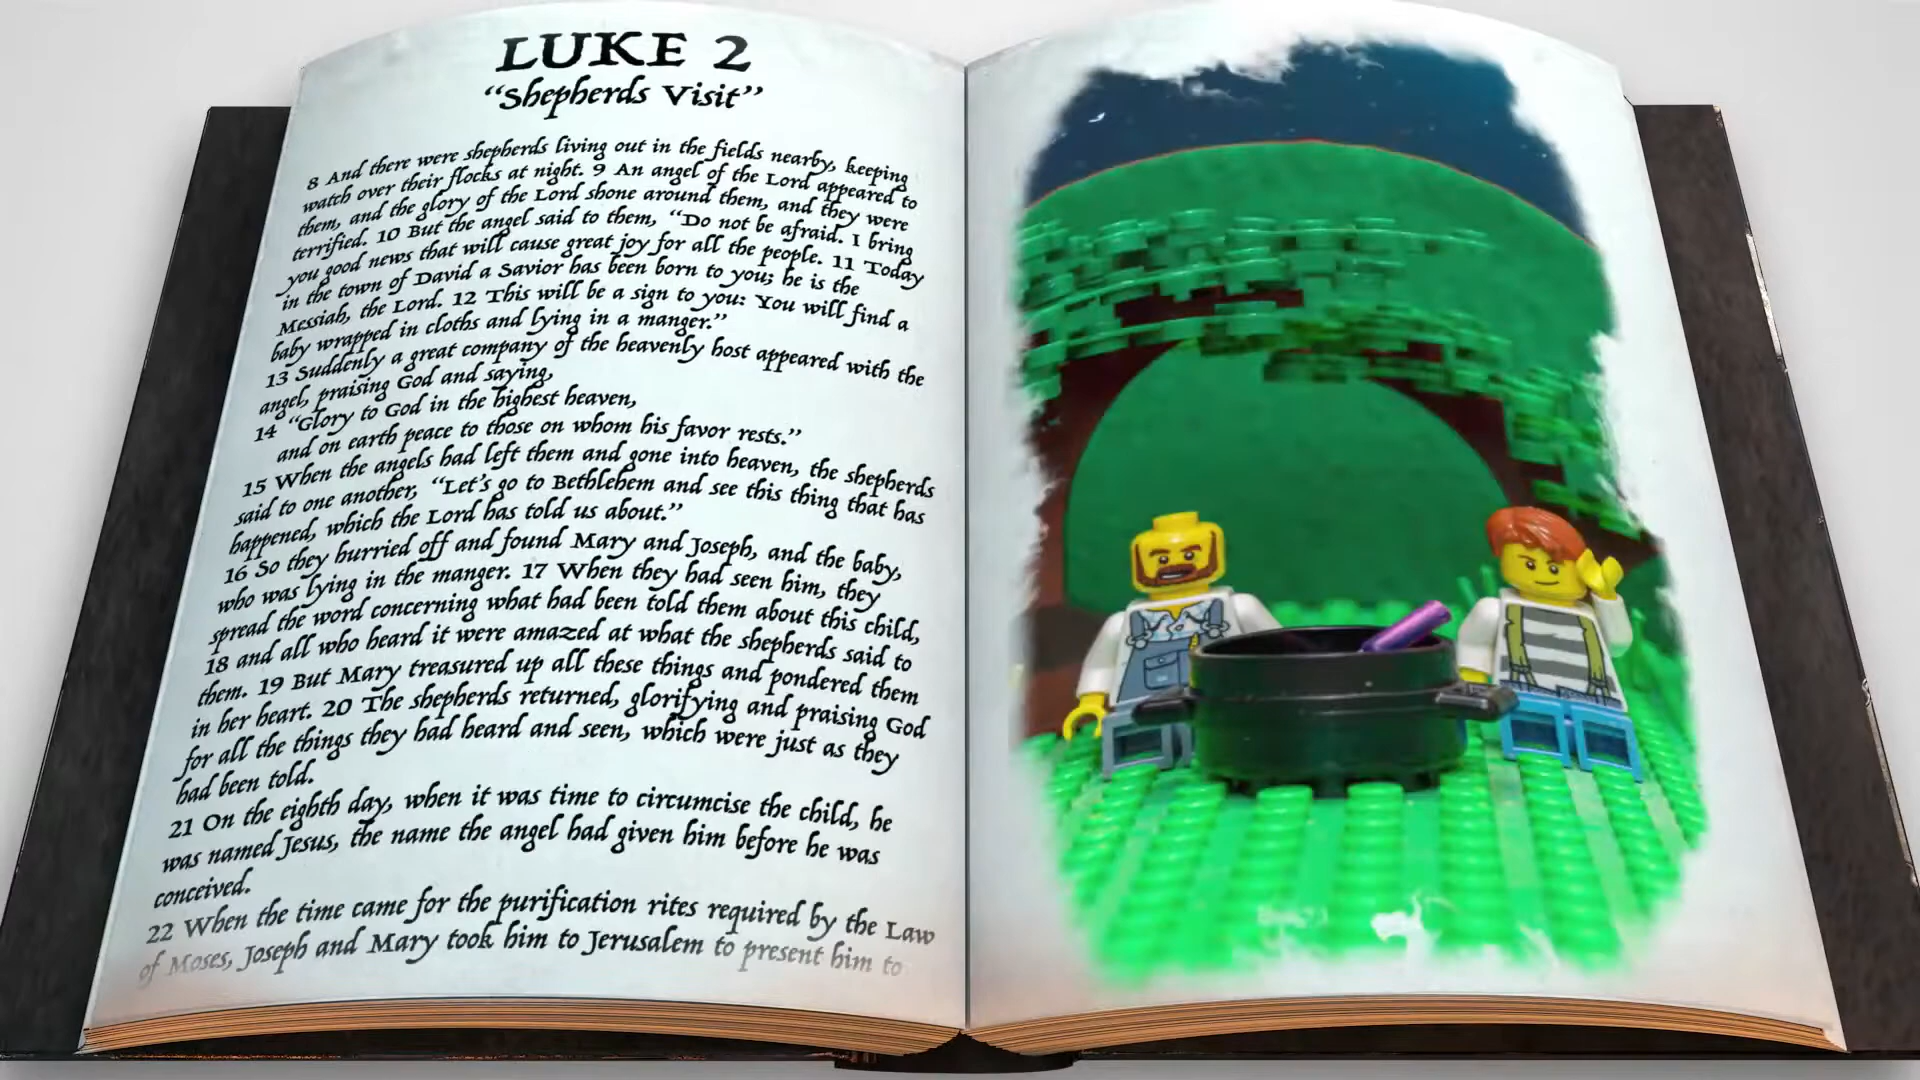 LUKE 2
“Shepherds Visit”
8 And there were shepherds living out in the fields nearby, keeping
watch over their flocks at night. 9 An angel of the Lord appeared to
them, and the glory of the Lord shone around them, and they were
terrified. 10 But the angel said to them, “Do not be afraid. I bring
you good news that will cause great joy for all the people. 11 Today
in the town of David a Savior has been born to you; he is the
Messiah, the Lord. 12 This will be a sign to you: You will find a
baby wrapped in cloths and lying in a manger.”
13 Suddenly a great company of the heavenly host appeared with the
angel, praising God and saying,
14 “Glory to God in the highest heaven,
and on earth peace to those on whom his favor rests.”
15 When the angels had left them and gone into heaven, the shepherds
said to one another, “Let’s go to Bethlehem and see this thing that has
happened, which the Lord has told us about.”
16 So they hurried off and found Mary and Joseph, and the baby,
who was lying in the manger. 17 When they had seen him, they
spread the word concerning what had been told them about this child,
18 and all who heard it were amazed at what the shepherds said to
them. 19 But Mary treasured up all these things and pondered them
in her heart. 20 The shepherds returned, glorifying and praising God
for all the things they had heard and seen, which were just as they
had been told.
21 On the eighth day, when it was time to circumcise the child, he
was named Jesus, the name the angel had given him before he was
conceived.
22 When the time came for the purification rites required by the Law
of Moses, Joseph and Mary took him to Jerusalem to present him to